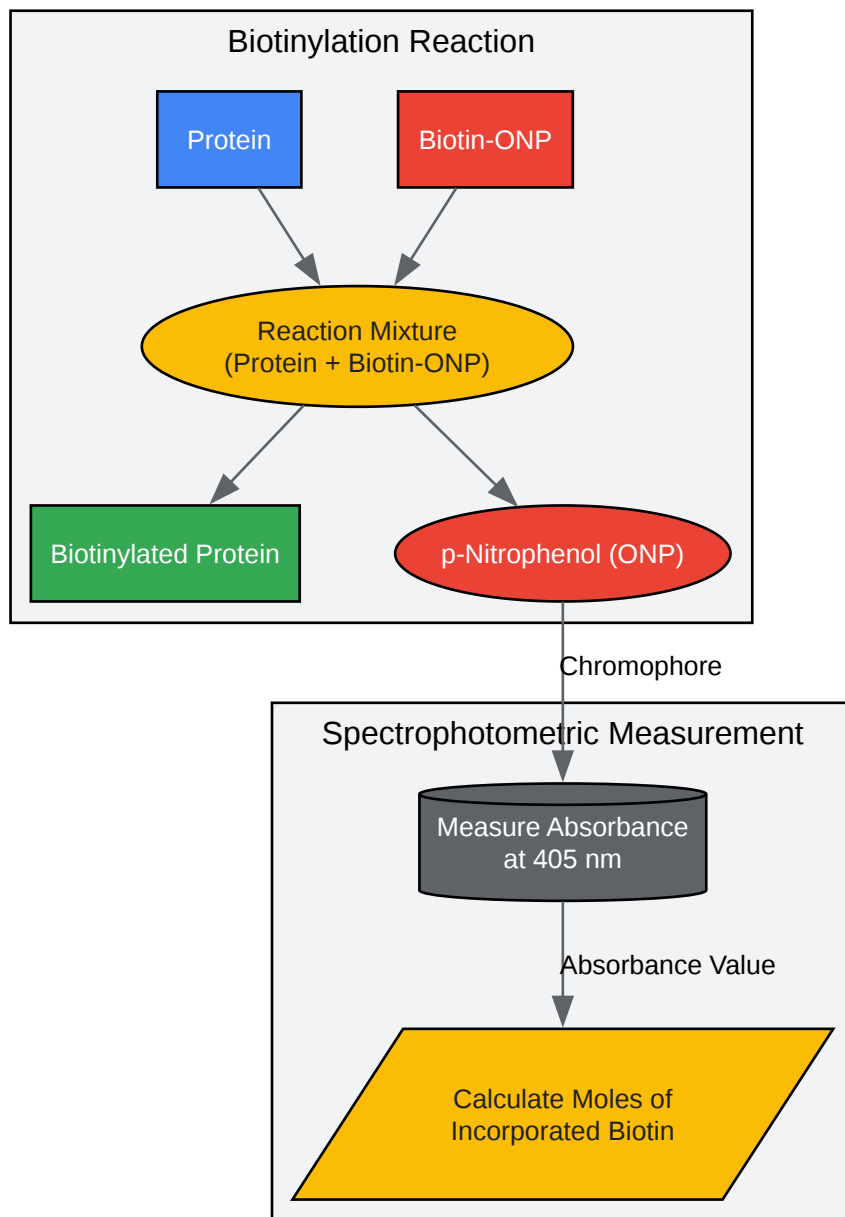 Biotinylation Reaction
Protein
Biotin-ONP
Reaction Mixture
(Protein + Biotin-ONP)
Biotinylated Protein
p-Nitrophenol (ONP)
Chromophore
Spectrophotometric Measurement
Measure Absorbance
at 405 nm
Absorbance Value
Calculate Moles of
Incorporated Biotin